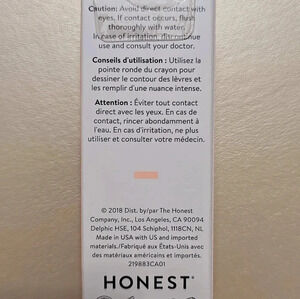 Caution: Avoid direct contact with
eyes. If contact occurs, flush
thoroughly with water.
In case of irritation, discontinue
use and consult your doctor.
Conseils d'utilisation : Utilisez la
pointe ronde du crayon pour
dessiner le contour des lèvres et
les remplir d'une nuance intense.
Attention : Éviter tout contact
direct avec les yeux. En cas de
contact, rincer abondamment à
l'eau. En cas d'irritation, ne plus
utiliser et consulter votre médecin.
© 2018 Dist. by/par The Honest
Company, Inc., Los Angeles, CA 90094
Delphic HSE, 104 Schiphol, 1118CN, NL
Made in USA with US and imported
materials./Fabriqué aux États-Unis avec
des matériaux américains et importés.
219883CA01
HONEST®